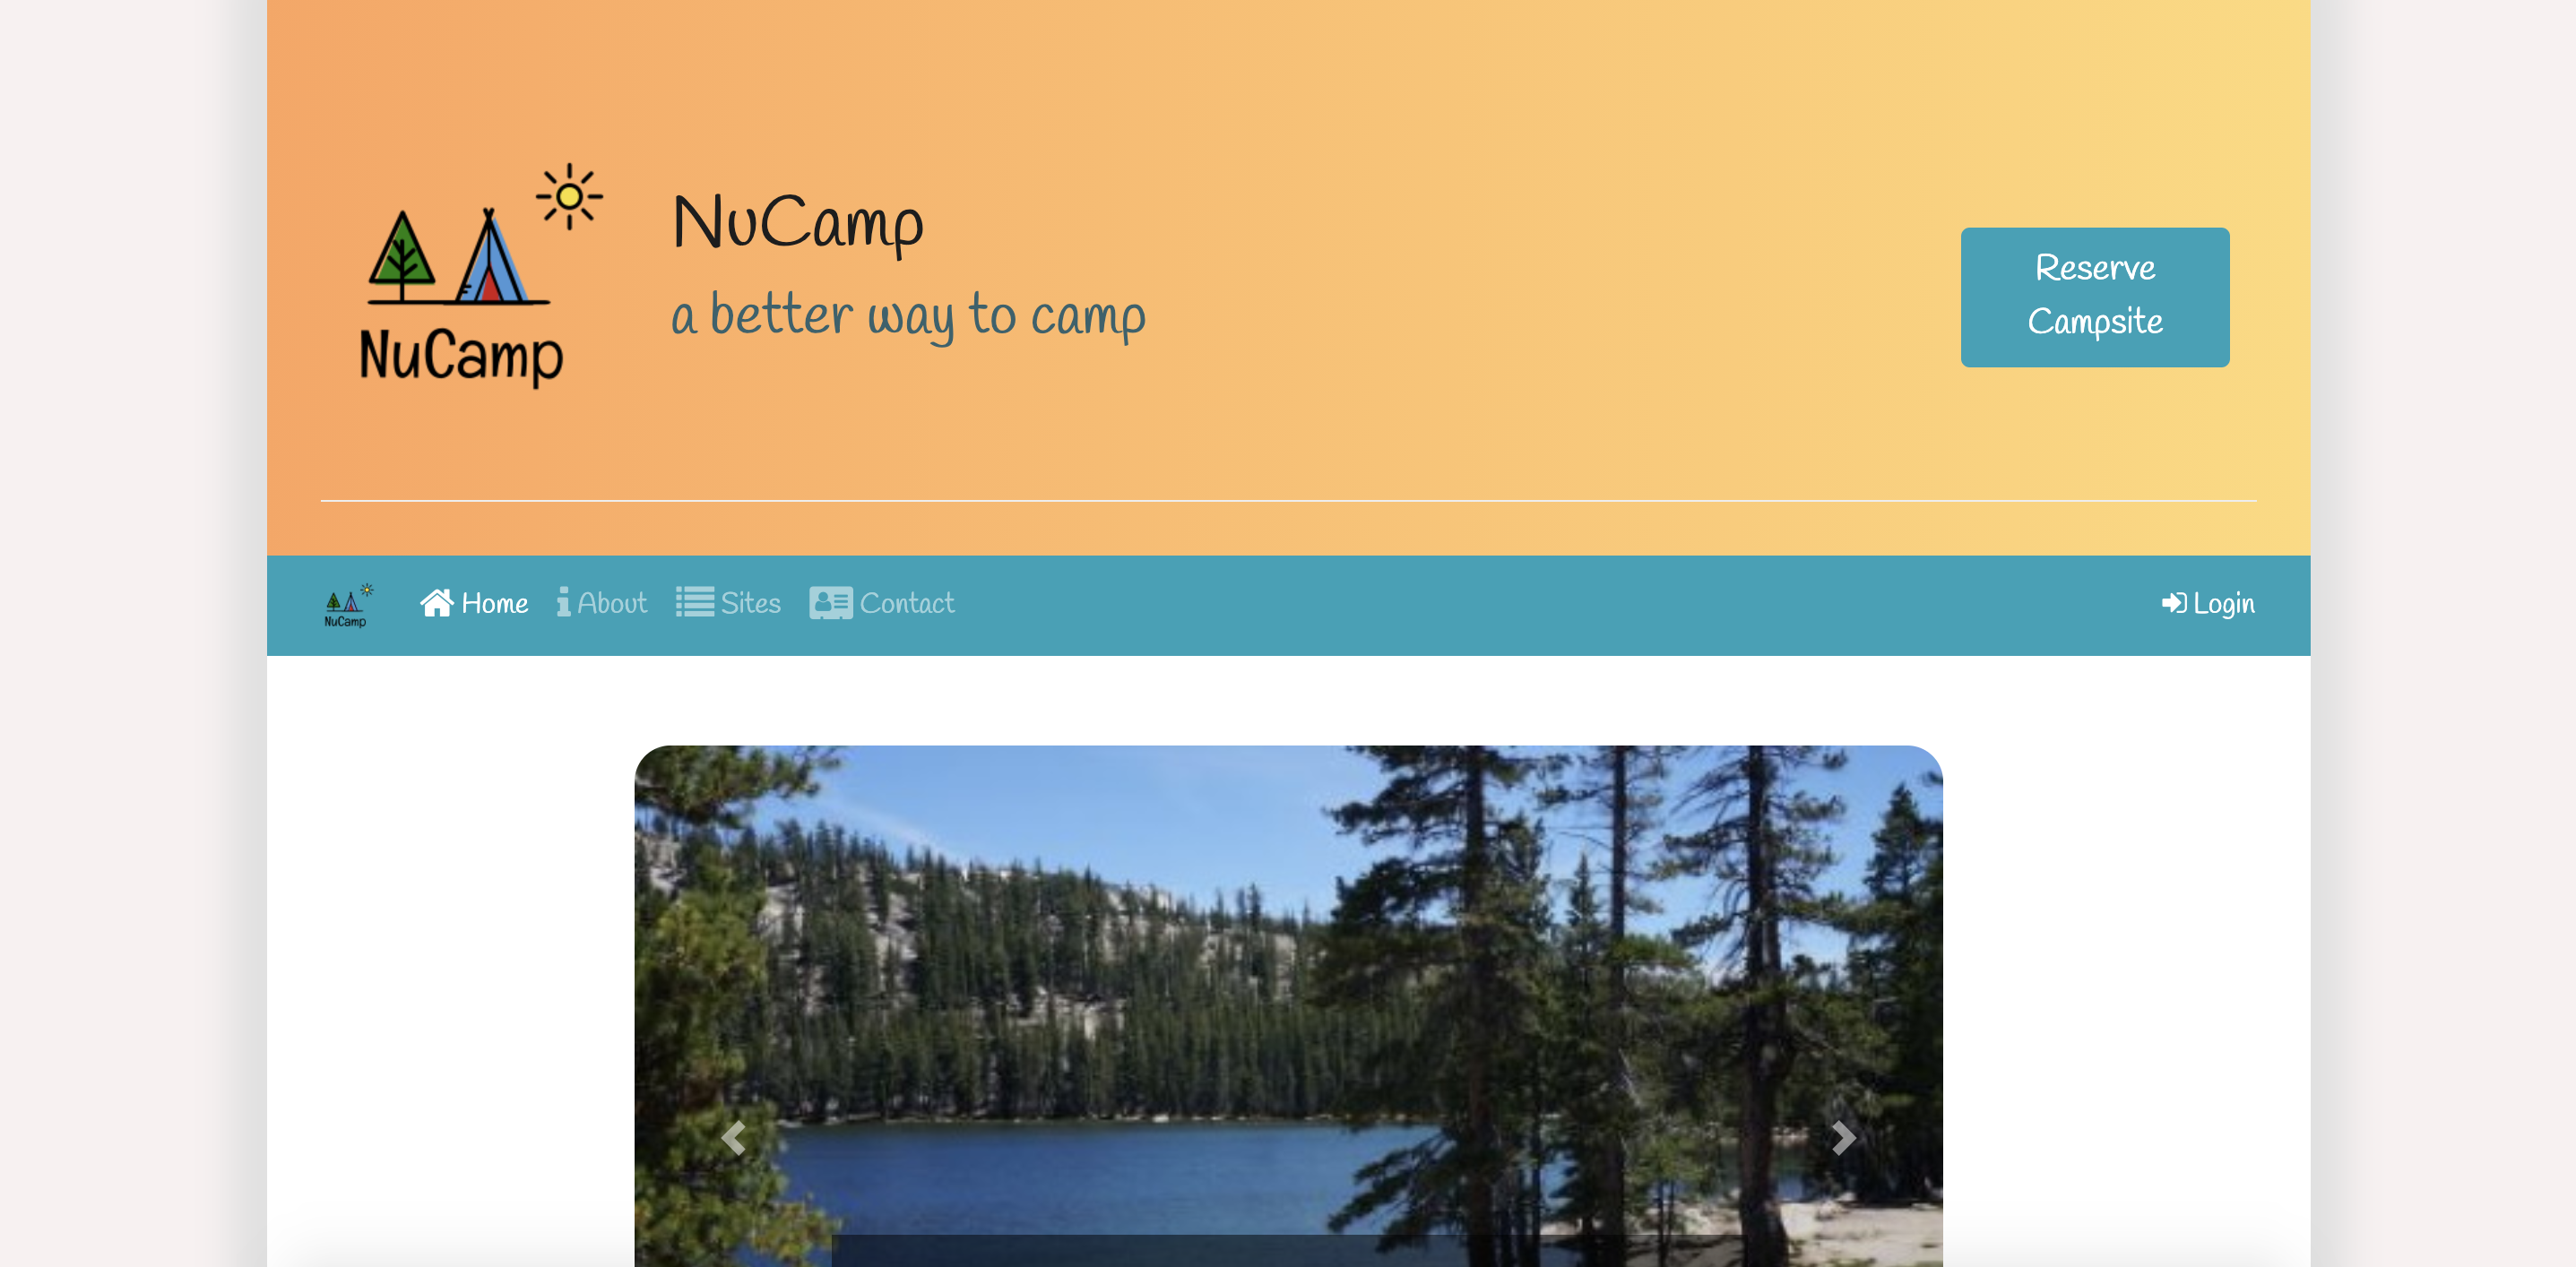 NuCamp
NuCamp
a better way to camp
Reserve
Campsite
NuCamp
Home
About
Sites
Contact
Login